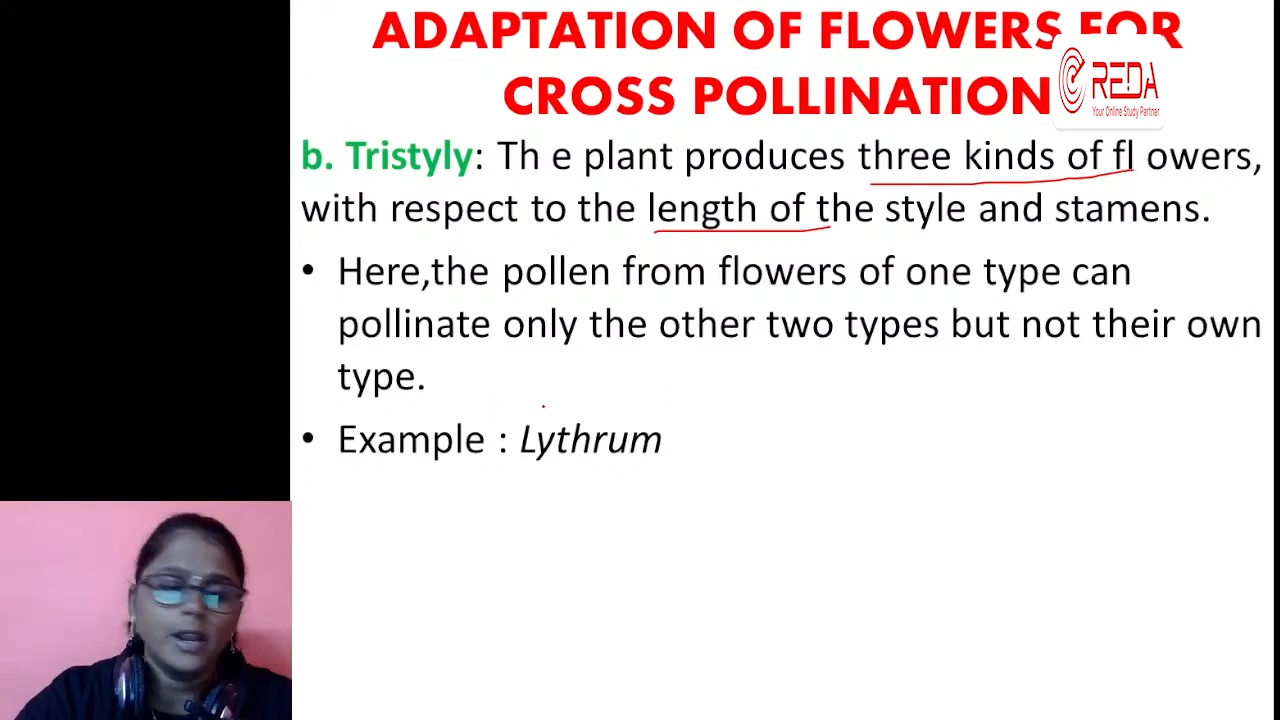 ADAPTATION OF FLOWERS FOR
CROSS POLLINATION
REDA
Your Online Study Partner
b. Tristyly: Th e plant produces three kinds of fl owers,
with respect to the length of the style and stamens.
• Here,the pollen from flowers of one type can
pollinate only the other two types but not their own
type.
• Example : Lythrum